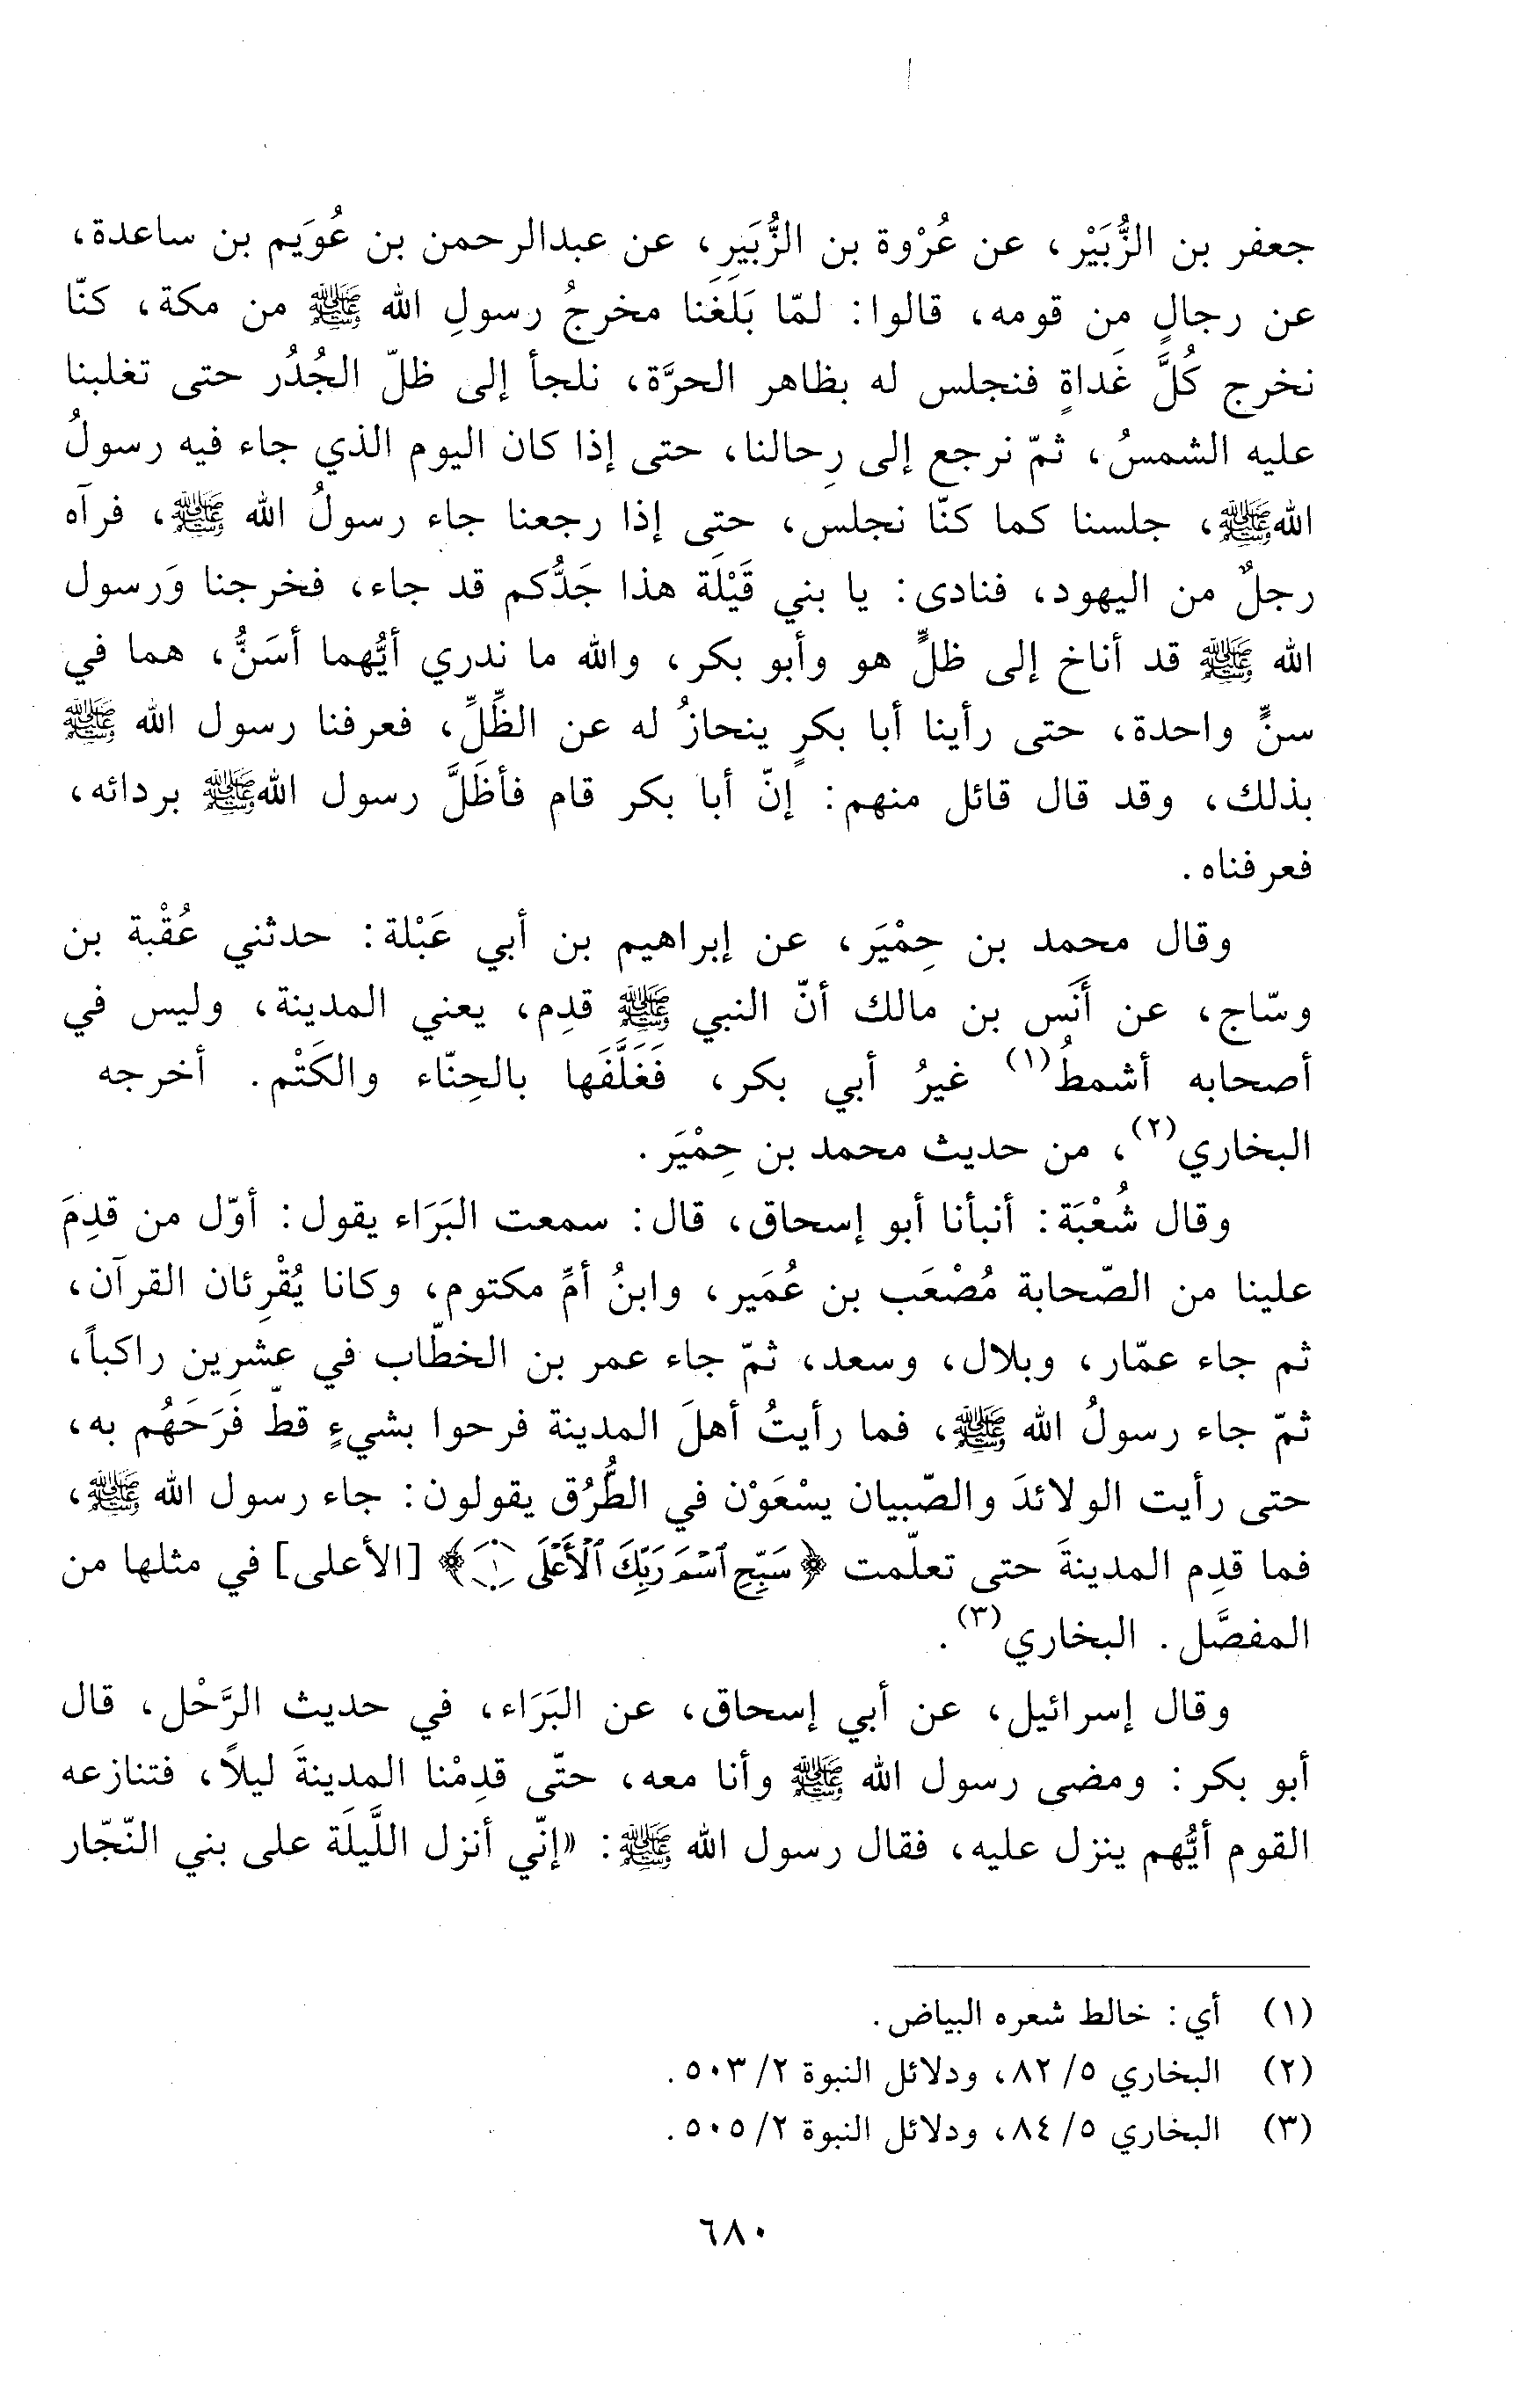 جعفر بن الزُّبَيْر، عن عُرْوة بن الزُّبَيَر، عن عبدالرحمن بن عُوَيم بن ساعدة،
عن رجالٍ من قومه، قالوا: لمّا بَلَغَنا مخرجُ رسولِ الله ﷺ من مكة، كنّا
نخرج كُلَّ غَداةٍ فنجلس له بظاهر الحرَّة، نلجأ إلى ظلّ الجُدُر حتى تغلبنا
عليه الشمسُ، ثمّ نرجع إلى رِحالنا، حتى إذا كان اليوم الذي جاء فيه رسولُ
الله ﷺ، جلسنا كما كنّا نجلس، حتى إذا رجعنا جاء رسولُ الله ﷺ، فرآه
رجلٌ من اليهود، فنادى: يا بني قَيْلَة هذا جَدُّكم قد جاء، فخرجنا وَرسول
الله ﷺ قد أناخ إلى ظلٍّ هو وأبو بكر، والله ما ندري أيُّهما أسَنُّ، هما في
سنٍّ واحدة، حتى رأينا أبا بكرٍ ينحازُ له عن الظِّلِّ، فعرفنا رسول الله ﷺ
بذلك، وقد قال قائل منهم: إنّ أبا بكر قام فأظَلَّ رسول الله ﷺ بردائه،
فعرفناه.
وقال محمد بن حِمْيَر، عن إبراهيم بن أبي عَبْلة: حدثني عُقْبة بن
وسّاج، عن أَنَس بن مالك أنّ النبي ﷺ قدِم، يعني المدينة، وليس في
أصحابه أشمطُ(١) غيرُ أبي بكر، فَغَلَّفَها بالحِنّاء والكَتْم. أخرجه
البخاري(٢)، من حديث محمد بن حِمْيَر.
وقال شُعْبَة: أنبأنا أبو إسحاق، قال: سمعت البَرَاء يقول: أوّل من قدِمَ
علينا من الصّحابة مُصْعَب بن عُمَير، وابنُ أمِّ مكتوم، وكانا يُقْرِئان القرآن،
ثم جاء عمّار، وبلال، وسعد، ثمّ جاء عمر بن الخطّاب في عشرين راكباً،
ثمّ جاء رسولُ الله ﷺ، فما رأيتُ أهلَ المدينة فرحوا بشيءٍ قطّ فَرَحَهُم به،
حتى رأيت الولائدَ والصّبيان يسْعَوْن في الطُّرُق يقولون: جاء رسول الله ﷺ،
فما قدِم المدينةَ حتى تعلّمت ﴿سَبِّحِ ٱسْمَ رَبِّكَ ٱلْأَعْلَى ١﴾ [الأعلى] في مثلها من
المفصَّل. البخاري(٣).
وقال إسرائيل، عن أبي إسحاق، عن البَرَاء، في حديث الرَّحْل، قال
أبو بكر: ومضى رسول الله ﷺ وأنا معه، حتّى قدِمْنا المدينةَ ليلاً، فتنازعه
القوم أيُّهم ينزل عليه، فقال رسول الله ﷺ: «إنّي أنزل اللَّيلَة على بني النّجّار
(١) أي: خالط شعره البياض.
(٢) البخاري ٥/ ٨٢، ودلائل النبوة ٢/ ٥٠٣.
(٣) البخاري ٥/ ٨٤، ودلائل النبوة ٢/ ٥٠٥.
٦٨٠